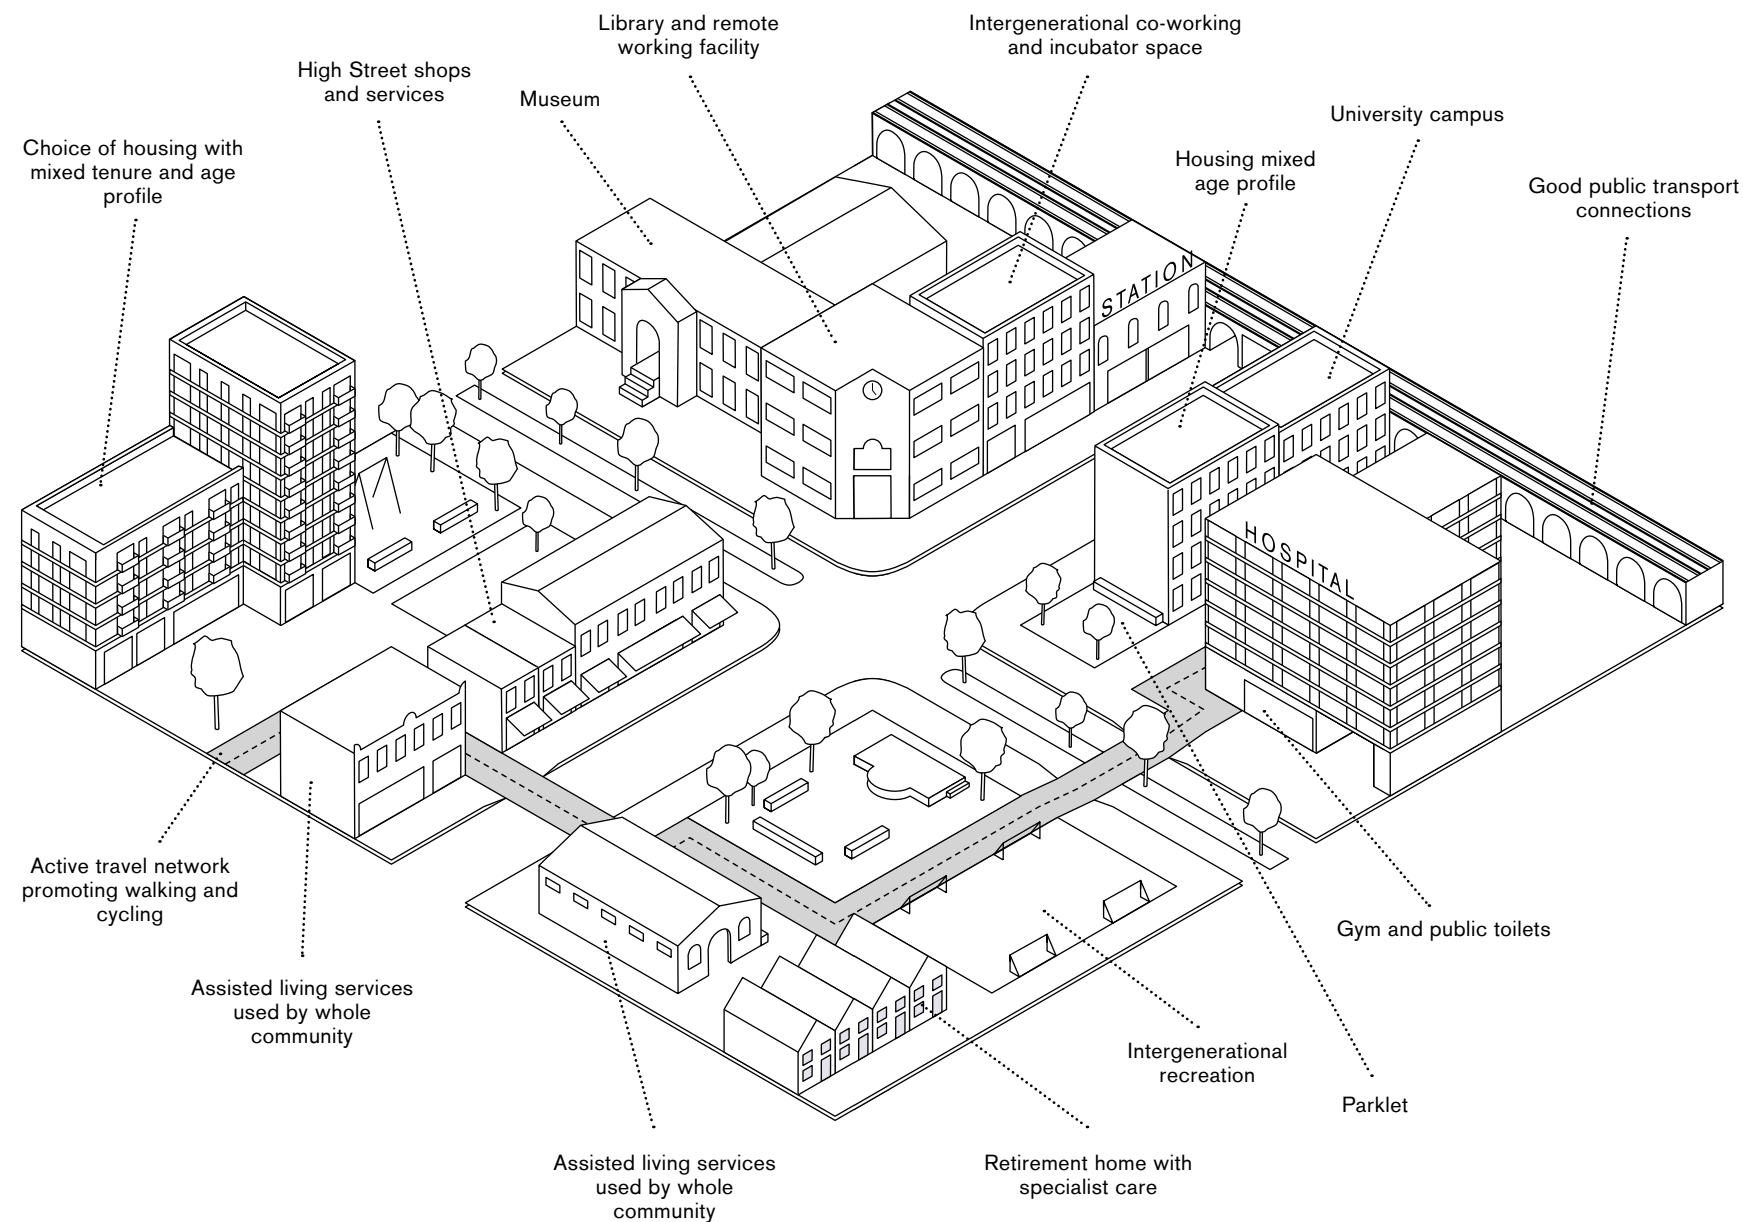 Library and remote
working facility
Intergenerational co-working
and incubator space
High Street shops
and services
Museum
University campus
Choice of housing with
mixed tenure and age
profile
Housing mixed
age profile
Good public transport
connections
STATION
HOSPITAL
Active travel network
promoting walking and
cycling
Gym and public toilets
Assisted living services
used by whole
community
Intergenerational
recreation
Parklet
Assisted living services
used by whole
community
Retirement home with
specialist care